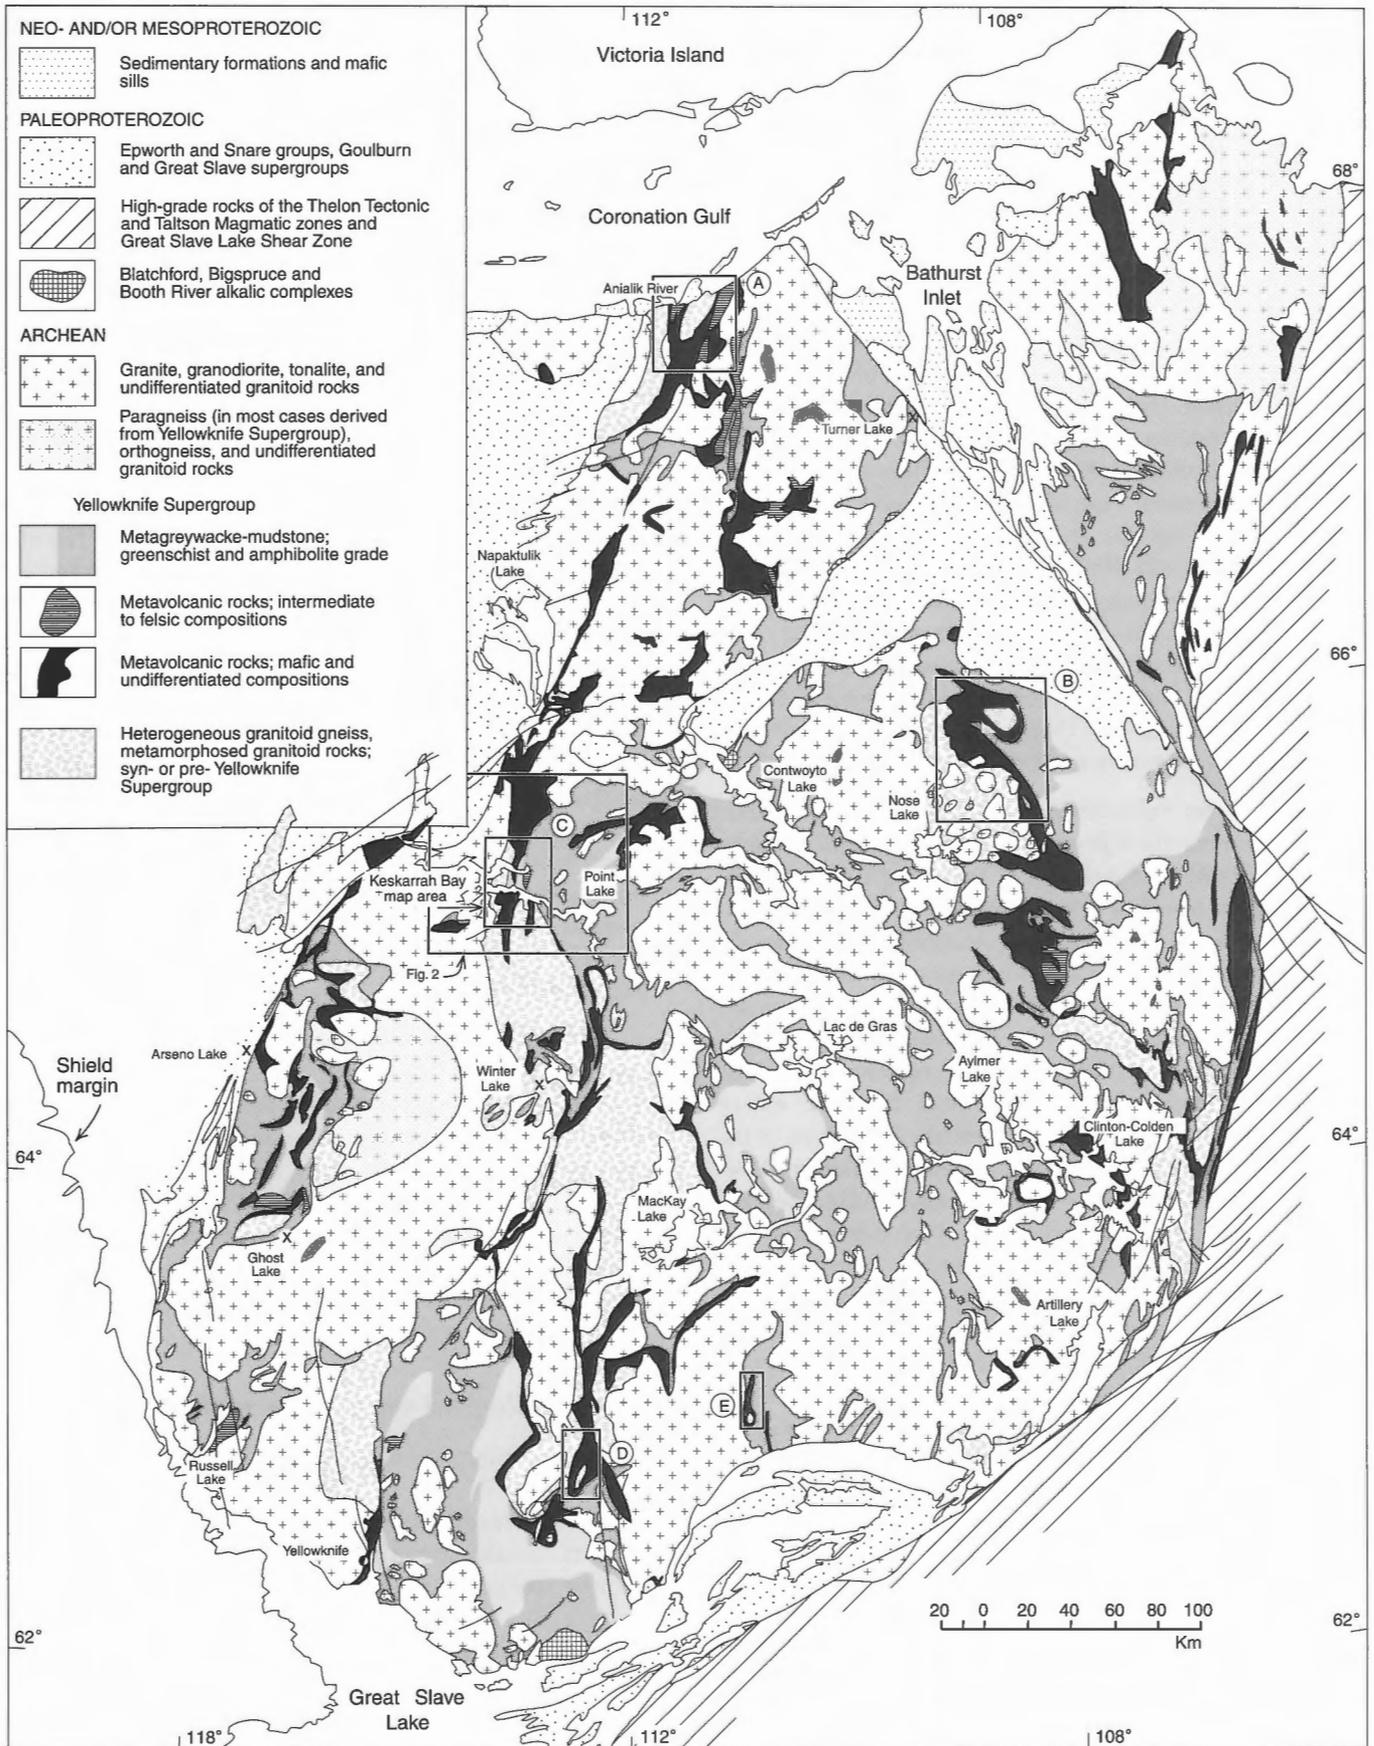 NEO- AND/OR MESOPROTEROZOIC
Sedimentary formations and mafic
sills
PALEOPROTEROZOIC
Epworth and Snare groups, Goulburn
and Great Slave supergroups
High-grade rocks of the Thelon Tectonic
and Taltson Magmatic zones and
Great Slave Lake Shear Zone
Blatchford, Bigspruce and
Booth River alkalic complexes
ARCHEAN
Granite, granodiorite, tonalite, and
undifferentiated granitoid rocks
Paragneiss (in most cases derived
from Yellowknife Supergroup),
orthogneiss, and undifferentiated
granitoid rocks
Yellowknife Supergroup
Metagreywacke-mudstone;
greenschist and amphibolite grade
Metavolcanic rocks; intermediate
to felsic compositions
Metavolcanic rocks; mafic and
undifferentiated compositions
Heterogeneous granitoid gneiss,
metamorphosed granitoid rocks;
syn- or pre- Yellowknife
Supergroup
112°
108°
Victoria Island
68°
Coronation Gulf
Bathurst
Inlet
Anialik River
A
Turner Lake
x
Napaktulik
Lake
66°
B
Contwoyto
Lake
Nose
Lake
C
Keskarrah Bay
map area
Point
Lake
Fig. 2
Lac de Gras
Arseno Lake
x
Shield
margin
Winter
Lake
x
Aylmer
Lake
Clinton-Colden
Lake
64°
64°
MacKay
Lake
x
Ghost
Lake
Artillery
Lake
E
D
Russell
Lake
Yellowknife
x
20 0 20 40 60 80 100
Km
62°
62°
Great Slave
Lake
118°
112°
108°